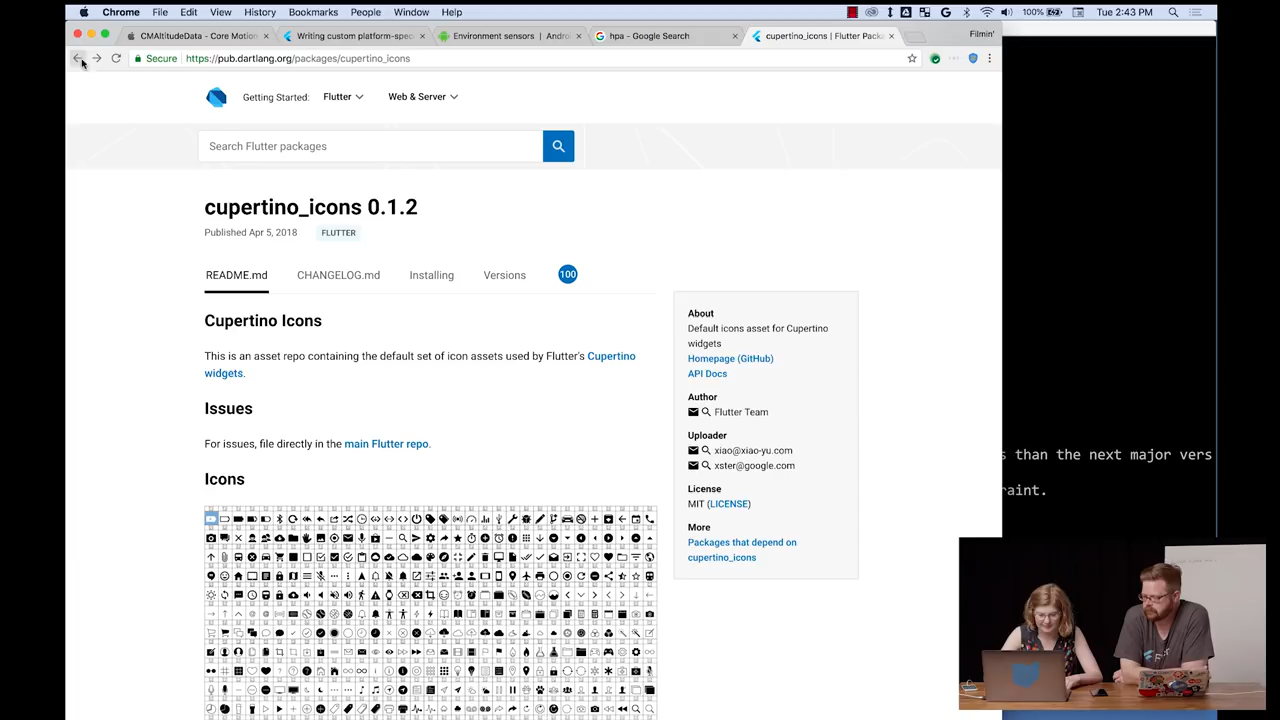 Chrome File Edit View History Bookmarks People Window Help 100% Tue 2:43 PM
CMAltitudeData - Core Motion × Writing custom platform-spec × Environment sensors | Andro × hpa - Google Search × cupertino_icons | Flutter Pack × Filmin'
Secure https://pub.dartlang.org/packages/cupertino_icons
Getting Started: Flutter Web & Server
Search Flutter packages
cupertino_icons 0.1.2
Published Apr 5, 2018 FLUTTER
README.md CHANGELOG.md Installing Versions 100
Cupertino Icons
This is an asset repo containing the default set of icon assets used by Flutter's Cupertino
widgets.
Issues
For issues, file directly in the main Flutter repo.
Icons
About
Default icons asset for Cupertino
widgets
Homepage (GitHub)
API Docs
Author
Flutter Team
Uploader
xiao@xiao-yu.com
xster@google.com
License
MIT (LICENSE)
More
Packages that depend on
cupertino_icons
s than the next major vers
raint.